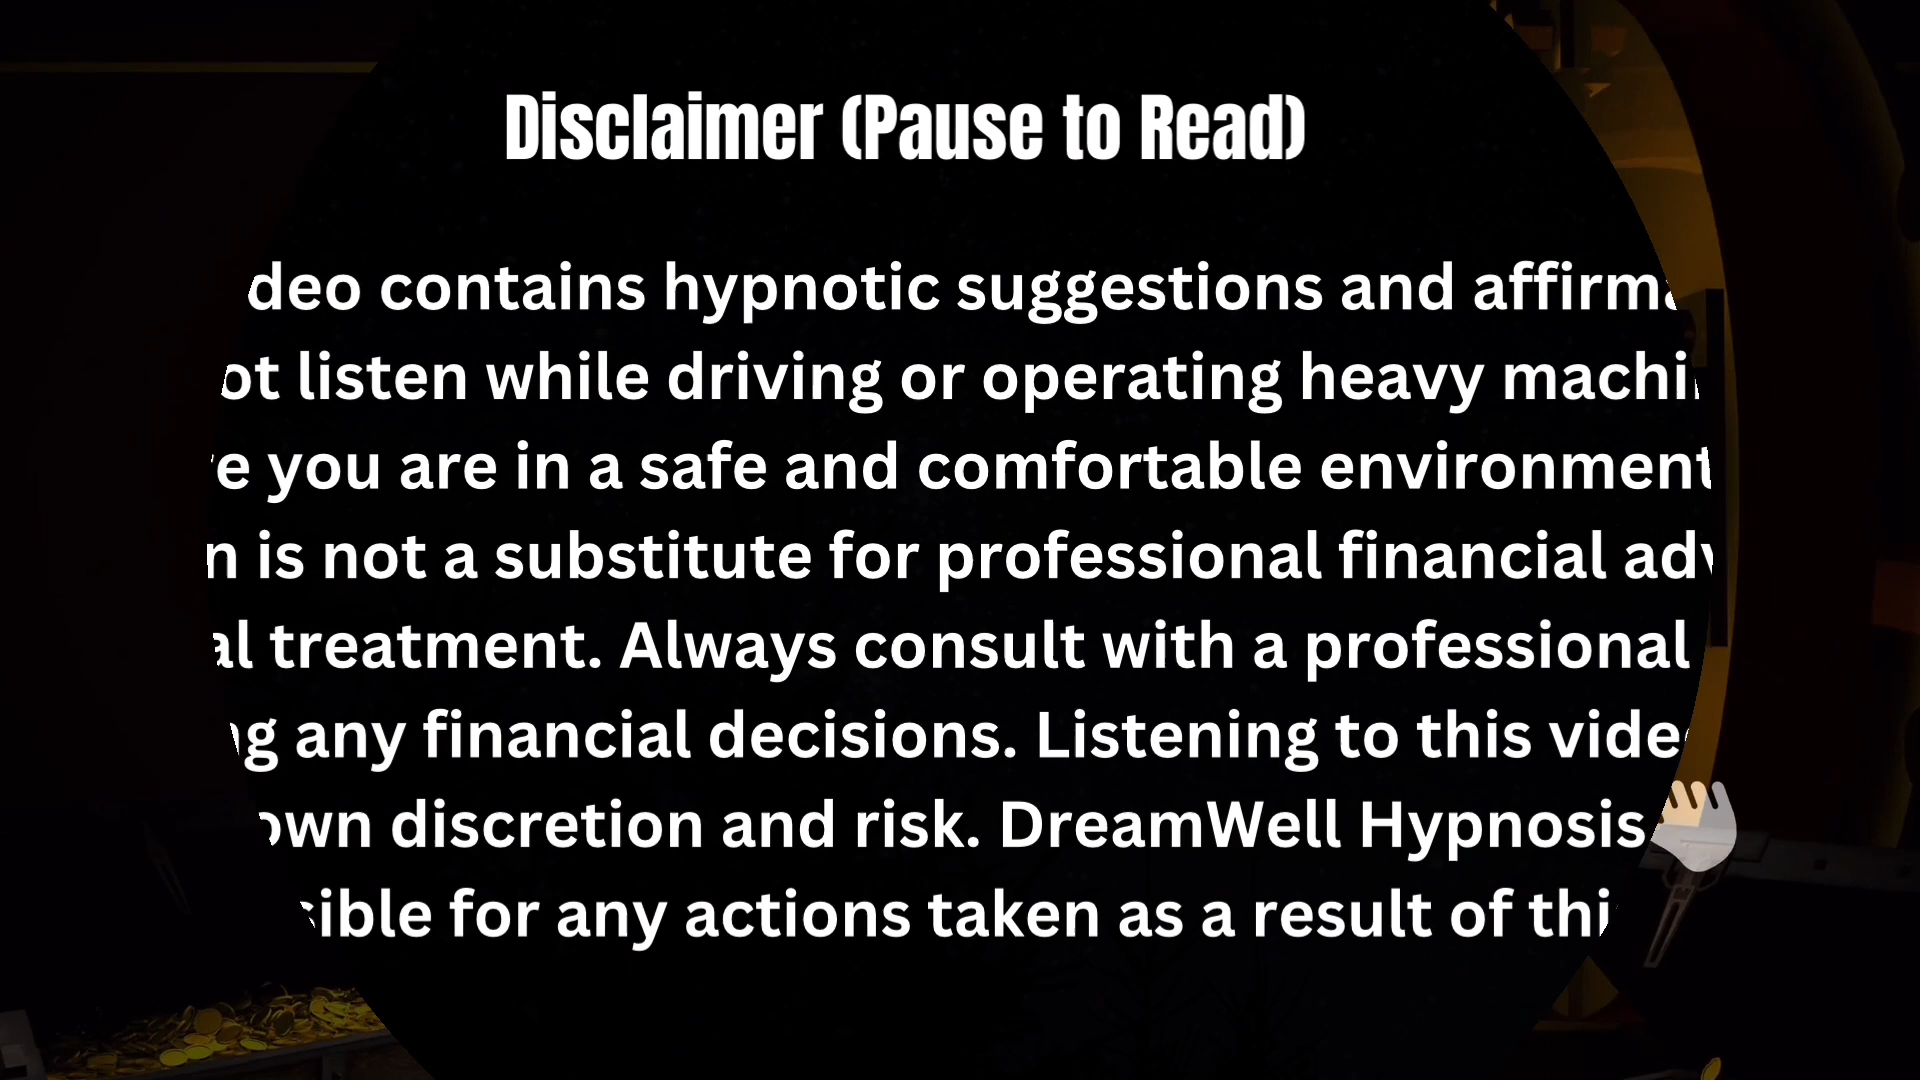 Disclaimer (Pause to Read)
deo contains hypnotic suggestions and affirma
ot listen while driving or operating heavy machi
e you are in a safe and comfortable environment
n is not a substitute for professional financial adv
al treatment. Always consult with a professional
g any financial decisions. Listening to this vide
own discretion and risk. DreamWell Hypnosis
sible for any actions taken as a result of thi